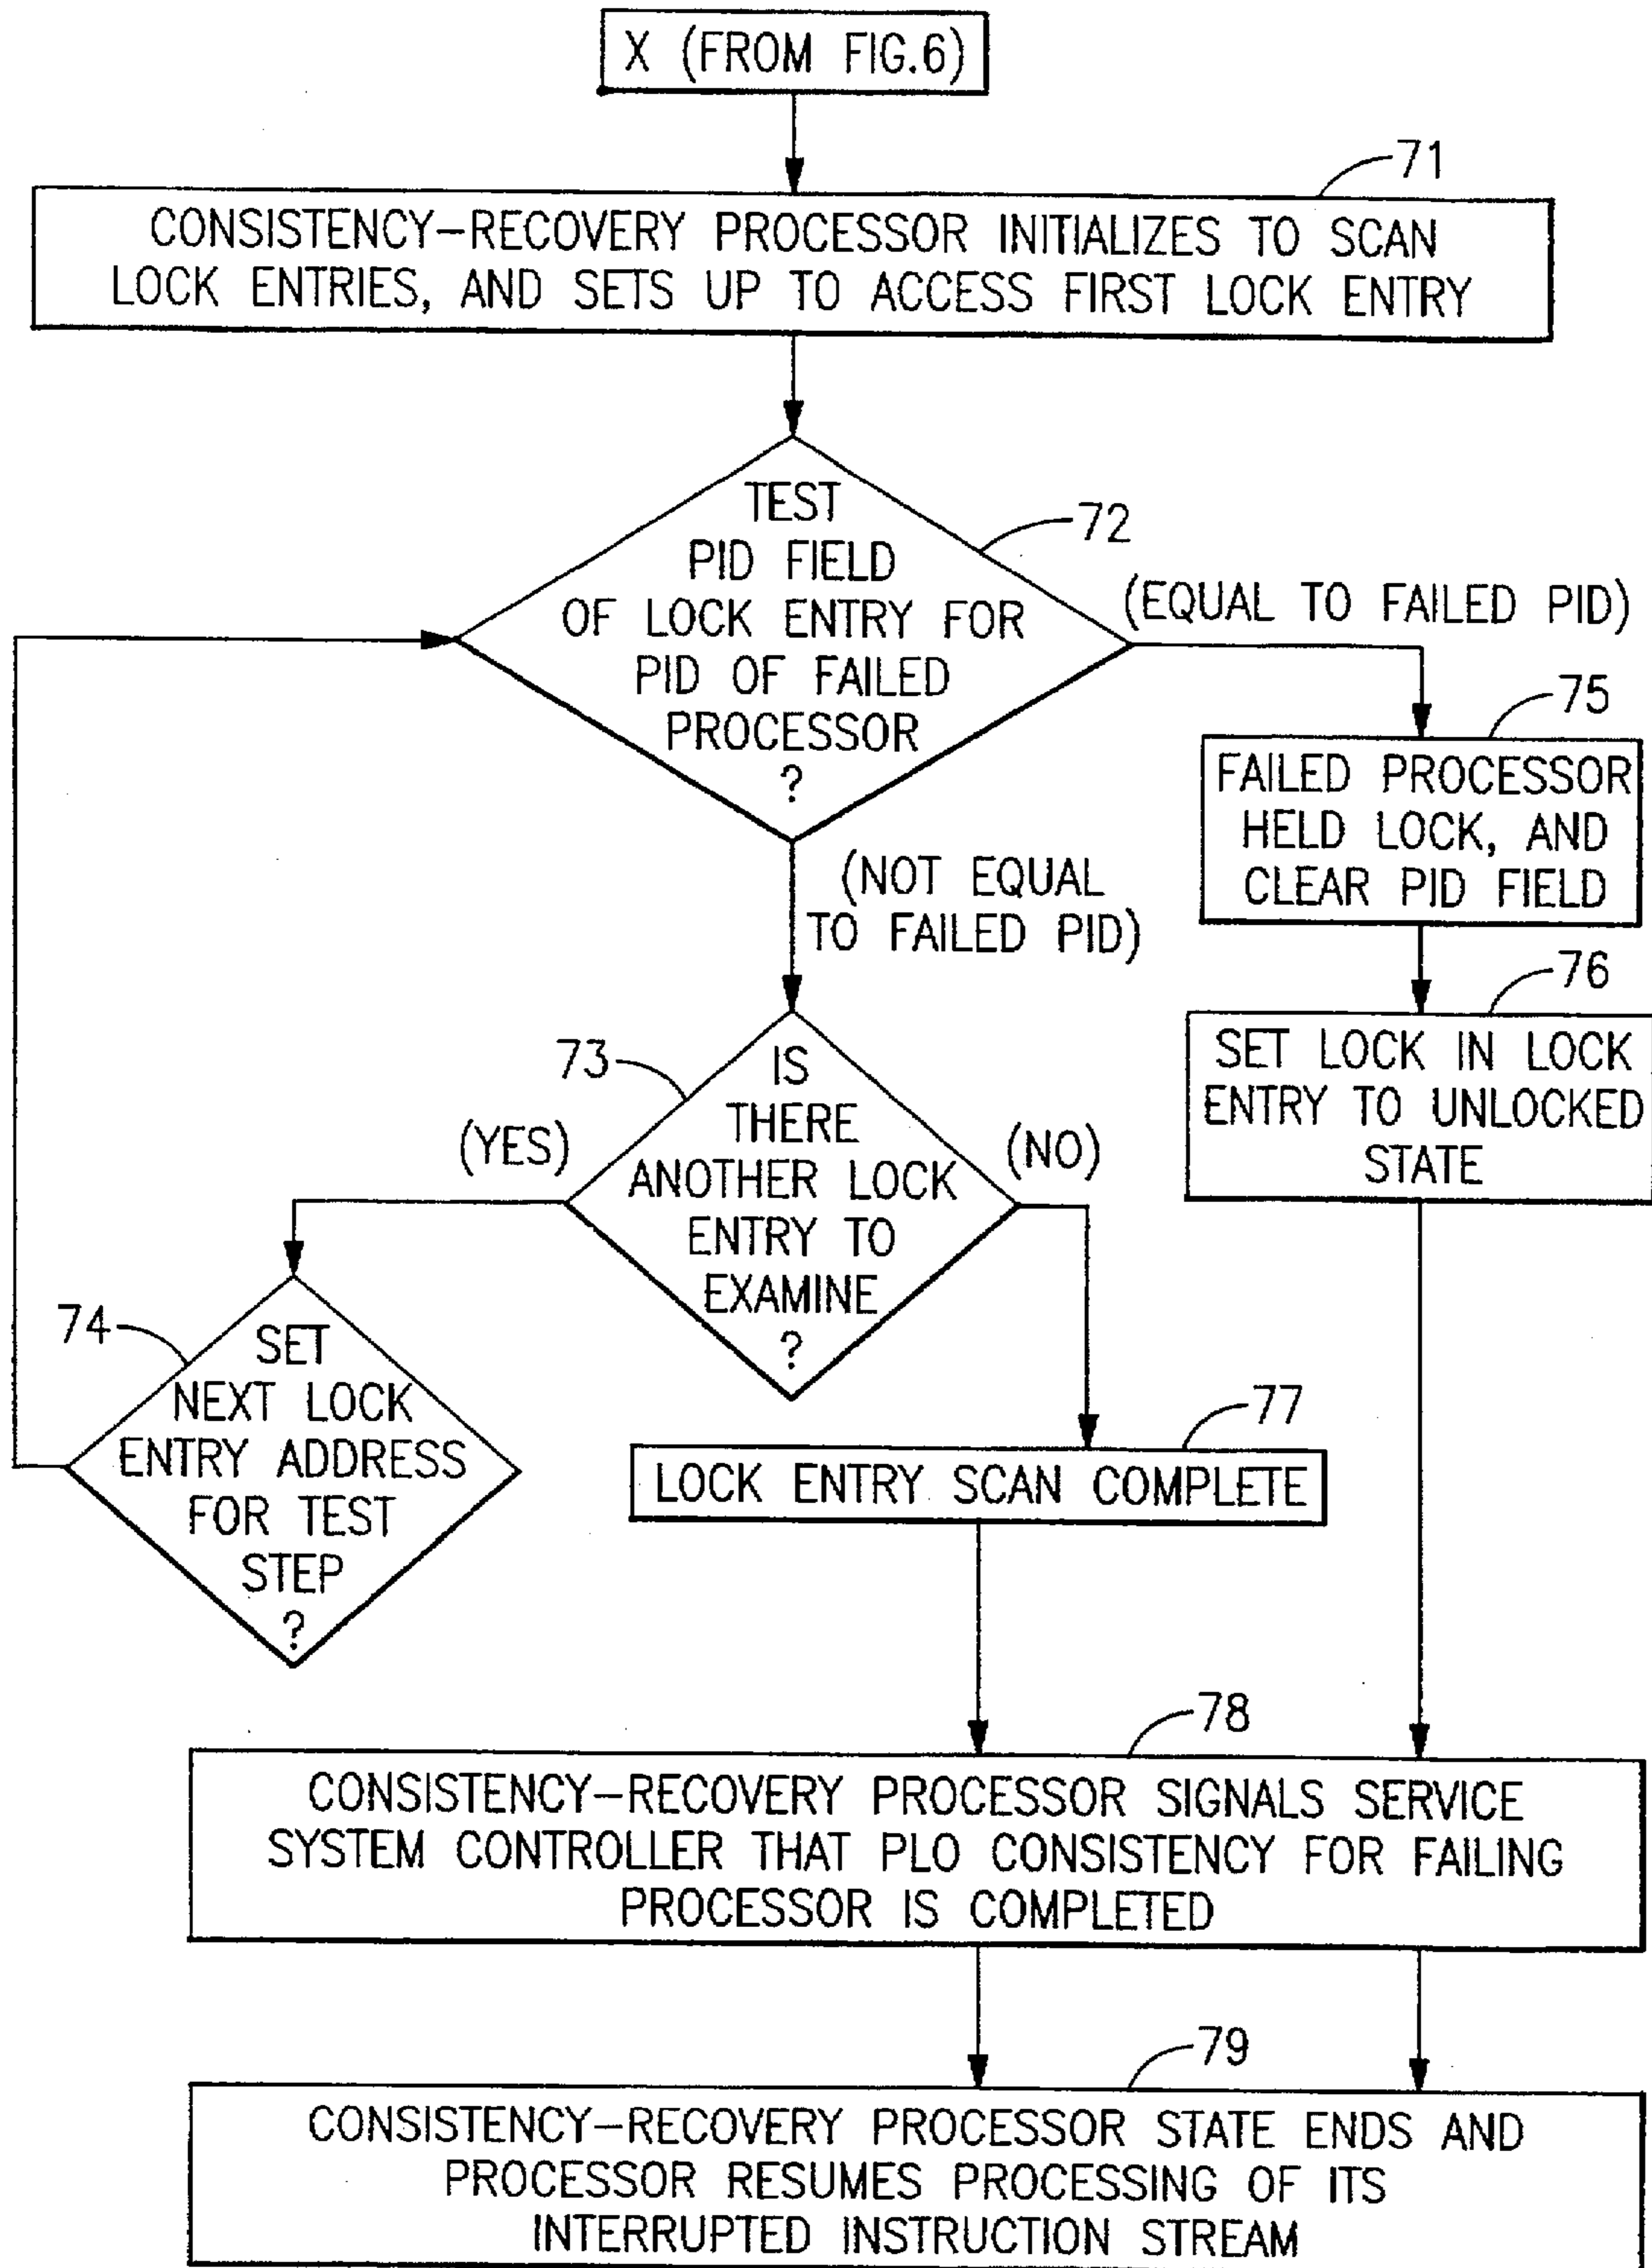 X (FROM FIG.6)
71
CONSISTENCY-RECOVERY PROCESSOR INITIALIZES TO SCAN
LOCK ENTRIES, AND SETS UP TO ACCESS FIRST LOCK ENTRY
TEST
PID FIELD
OF LOCK ENTRY FOR
PID OF FAILED
PROCESSOR
?
72
(EQUAL TO FAILED PID)
75
FAILED PROCESSOR
HELD LOCK, AND
CLEAR PID FIELD
(NOT EQUAL
TO FAILED PID)
76
SET LOCK IN LOCK
ENTRY TO UNLOCKED
STATE
73
IS
THERE
ANOTHER LOCK
ENTRY TO
EXAMINE
?
(YES)
(NO)
74
SET
NEXT LOCK
ENTRY ADDRESS
FOR TEST
STEP
?
77
LOCK ENTRY SCAN COMPLETE
78
CONSISTENCY-RECOVERY PROCESSOR SIGNALS SERVICE
SYSTEM CONTROLLER THAT PLO CONSISTENCY FOR FAILING
PROCESSOR IS COMPLETED
79
CONSISTENCY-RECOVERY PROCESSOR STATE ENDS AND
PROCESSOR RESUMES PROCESSING OF ITS
INTERRUPTED INSTRUCTION STREAM